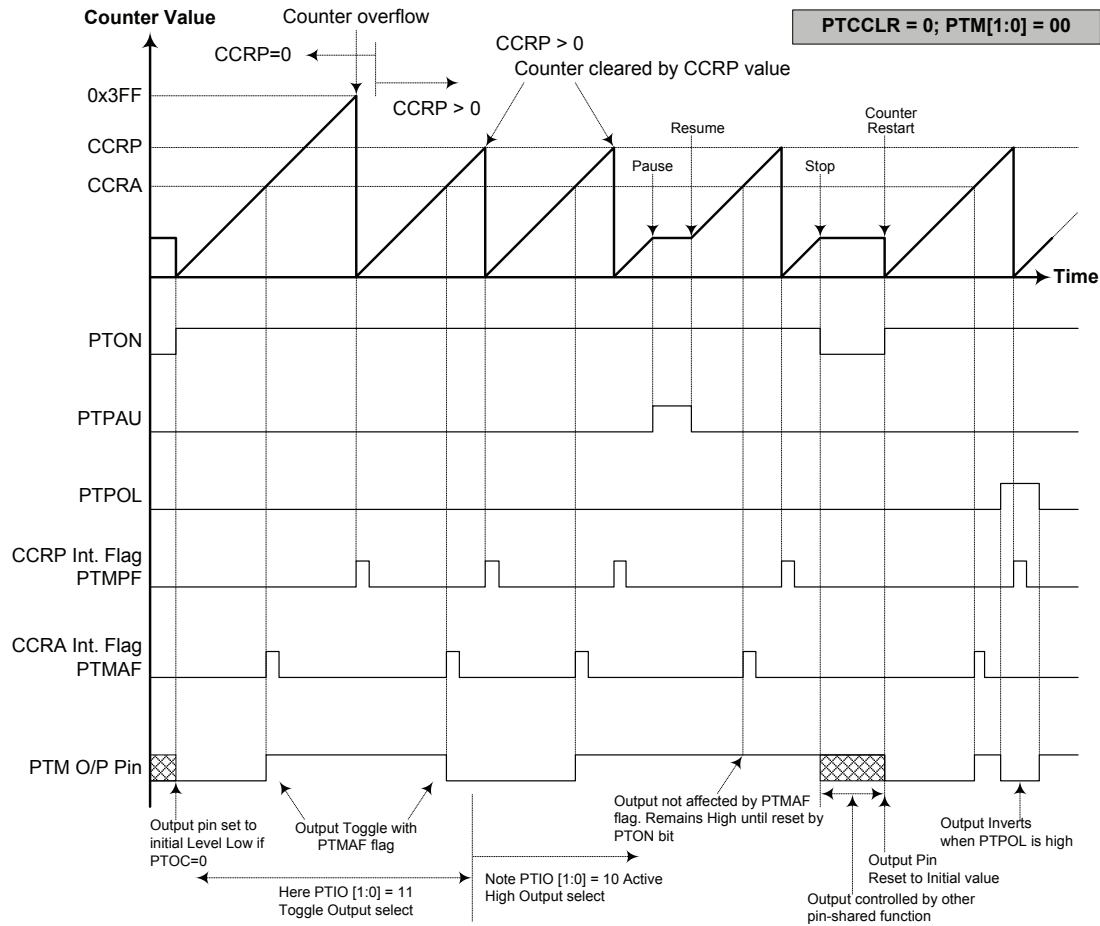 Counter Value
Counter overflow
PTCCLR = 0; PTM[1:0] = 00
CCRP=0
CCRP > 0
CCRP > 0
Counter cleared by CCRP value
0x3FF
CCRP
CCRA
Pause
Resume
Stop
Counter
Restart
Time
PTON
PTPAU
PTPOL
CCRP Int. Flag
PTMPF
CCRA Int. Flag
PTMAF
PTM O/P Pin
Output pin set to
initial Level Low if
PTOC=0
Output Toggle with
PTMAF flag
Output not affected by PTMAF
flag. Remains High until reset by
PTON bit
Output Inverts
when PTPOL is high
Output Pin
Reset to Initial value
Here PTIO [1:0] = 11
Toggle Output select
Note PTIO [1:0] = 10 Active
High Output select
Output controlled by other
pin-shared function